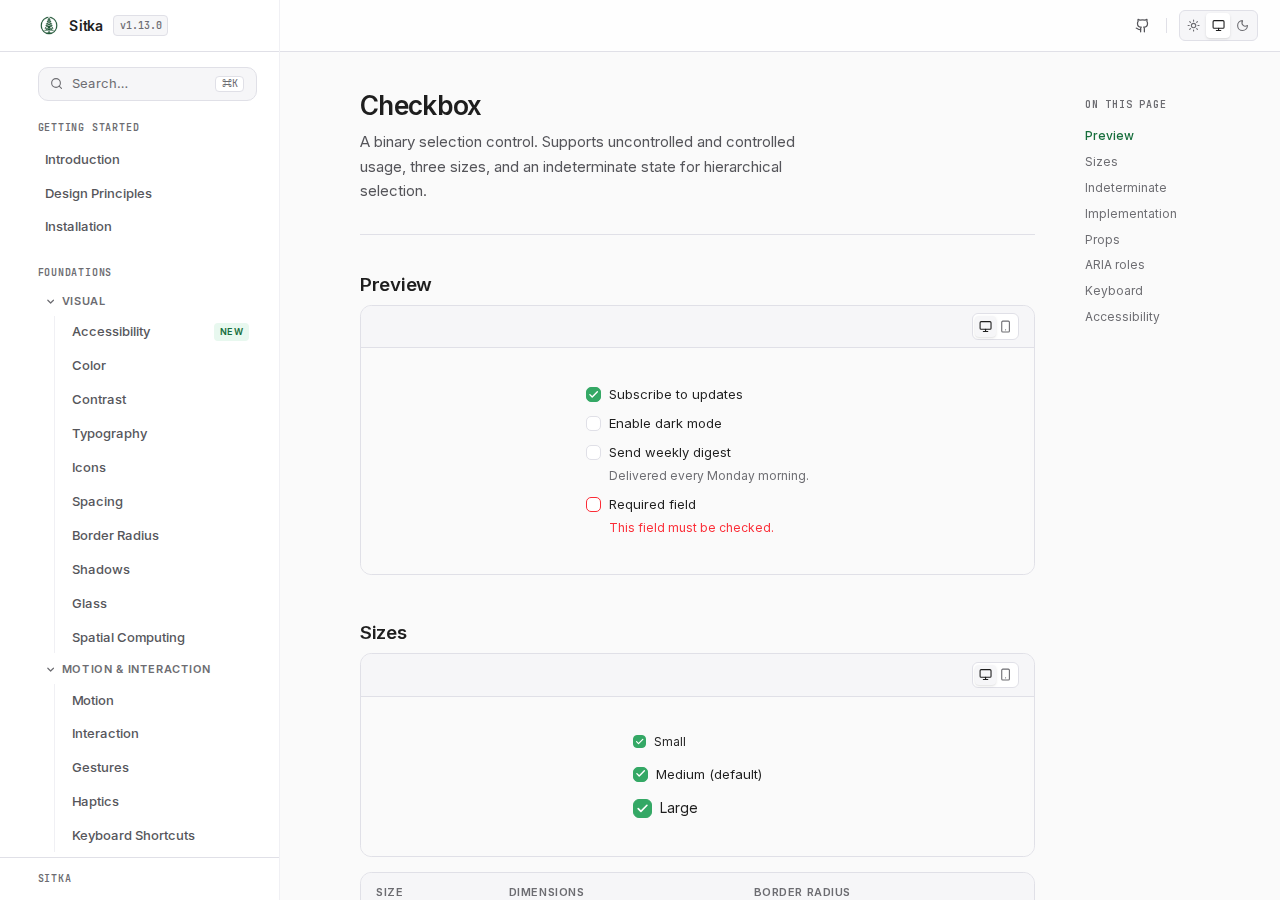 Sitka
v1.13.0
Search...
⌘K
GETTING STARTED
Introduction
Design Principles
Installation
FOUNDATIONS
VISUAL
Accessibility
NEW
Color
Contrast
Typography
Icons
Spacing
Border Radius
Shadows
Glass
Spatial Computing
MOTION & INTERACTION
Motion
Interaction
Gestures
Haptics
Keyboard Shortcuts
SITKA
Checkbox
A binary selection control. Supports uncontrolled and controlled
usage, three sizes, and an indeterminate state for hierarchical
selection.
Preview
Subscribe to updates
Enable dark mode
Send weekly digest
Delivered every Monday morning.
Required field
This field must be checked.
Sizes
Small
Medium (default)
Large
SIZE DIMENSIONS BORDER RADIUS
ON THIS PAGE
Preview
Sizes
Indeterminate
Implementation
Props
ARIA roles
Keyboard
Accessibility